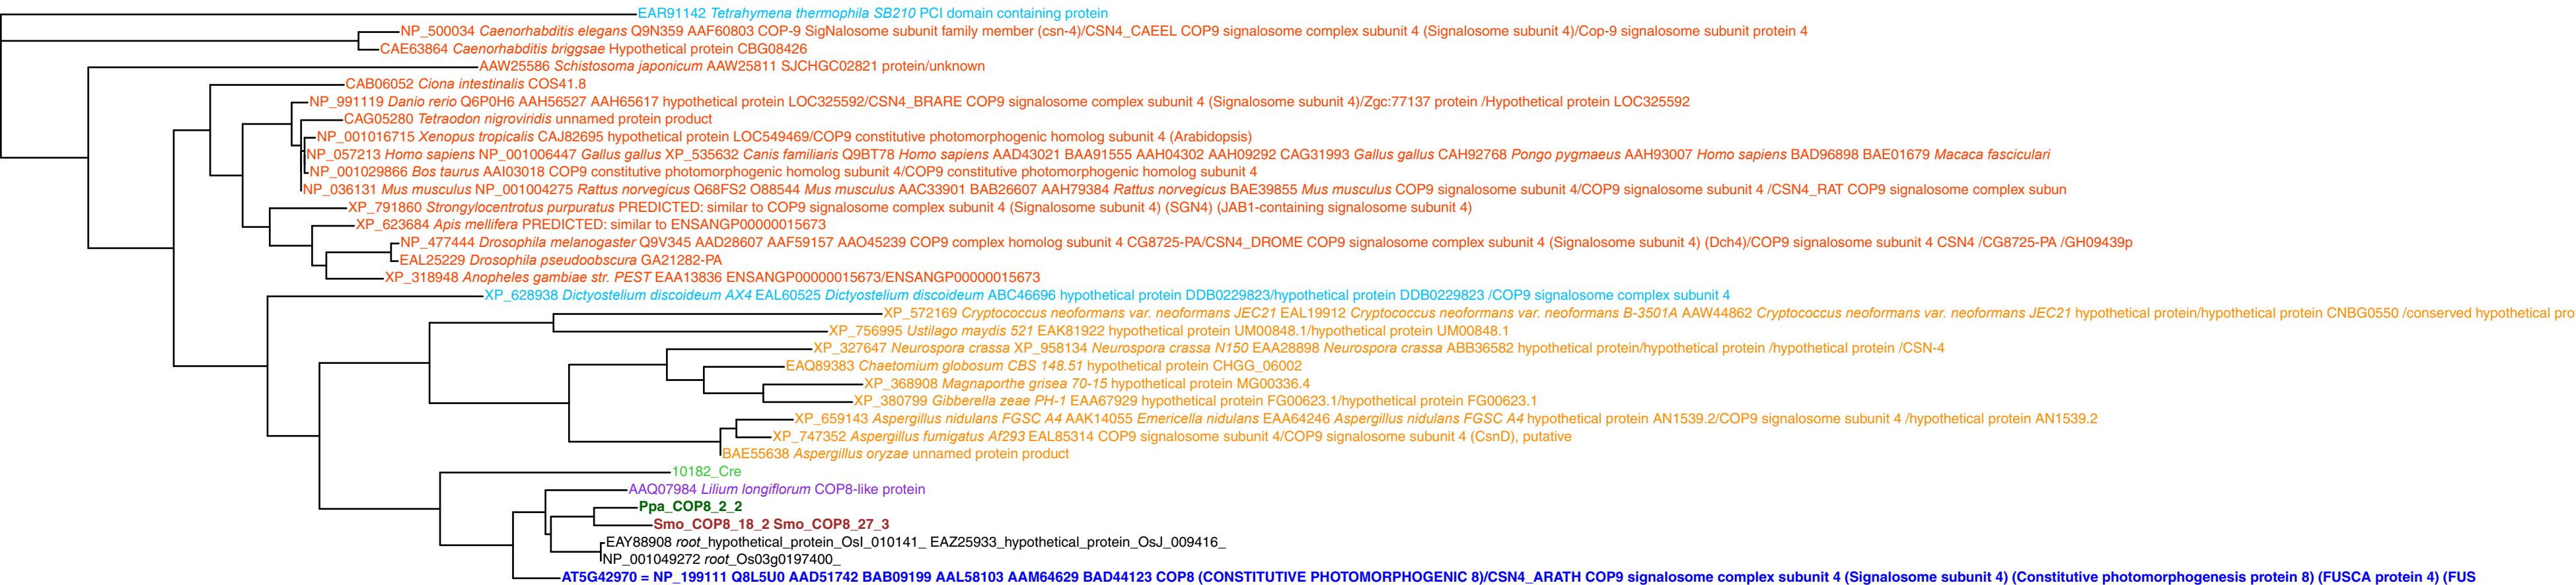 EAR91142 Tetrahymena thermophila SB210 PCI domain containing protein
NP_500034 Caenorhabditis elegans Q9N359 AAF60803 COP-9 SigNalosome subunit family member (csn-4)/CSN4_CAEEL COP9 signalosome complex subunit 4 (Signalosome subunit 4)/Cop-9 signalosome subunit protein 4
CAE63864 Caenorhabditis briggsae Hypothetical protein CBG08426
AAW25586 Schistosoma japonicum AAW25811 SJCHGC02821 protein/unknown
CAB06052 Ciona intestinalis COS41.8
NP_991119 Danio rerio Q6P0H6 AAH56527 AAH65617 hypothetical protein LOC325592/CSN4_BRARE COP9 signalosome complex subunit 4 (Signalosome subunit 4)/Zgc:77137 protein /Hypothetical protein LOC325592
CAG05280 Tetraodon nigroviridis unnamed protein product
NP_001016715 Xenopus tropicalis CAJ82695 hypothetical protein LOC549469/COP9 constitutive photomorphogenic homolog subunit 4 (Arabidopsis)
NP_057213 Homo sapiens NP_001006447 Gallus gallus XP_535632 Canis familiaris Q9BT78 Homo sapiens AAD43021 BAA91555 AAH04302 AAH09292 CAG31993 Gallus gallus CAH92768 Pongo pygmaeus AAH93007 Homo sapiens BAD96898 BAE01679 Macaca fasciculari
NP_001029866 Bos taurus AAI03018 COP9 constitutive photomorphogenic homolog subunit 4/COP9 constitutive photomorphogenic homolog subunit 4
NP_036131 Mus musculus NP_001004275 Rattus norvegicus Q68FS2 O88544 Mus musculus AAC33901 BAB26607 AAH79384 Rattus norvegicus BAE39855 Mus musculus COP9 signalosome subunit 4/COP9 signalosome subunit 4 /CSN4_RAT COP9 signalosome complex subun
XP_791860 Strongylocentrotus purpuratus PREDICTED: similar to COP9 signalosome complex subunit 4 (Signalosome subunit 4) (SGN4) (JAB1-containing signalosome subunit 4)
XP_623684 Apis mellifera PREDICTED: similar to ENSANGP00000015673
NP_477444 Drosophila melanogaster Q9V345 AAD28607 AAF59157 AAO45239 COP9 complex homolog subunit 4 CG8725-PA/CSN4_DROME COP9 signalosome complex subunit 4 (Signalosome subunit 4) (Dch4)/COP9 signalosome subunit 4 CSN4 /CG8725-PA /GH09439p
EAL25229 Drosophila pseudoobscura GA21282-PA
XP_318948 Anopheles gambiae str. PEST EAA13836 ENSANGP00000015673/ENSANGP00000015673
XP_628938 Dictyostelium discoideum AX4 EAL60525 Dictyostelium discoideum ABC46696 hypothetical protein DDB0229823/hypothetical protein DDB0229823 /COP9 signalosome complex subunit 4
XP_572169 Cryptococcus neoformans var. neoformans JEC21 EAL19912 Cryptococcus neoformans var. neoformans B-3501A AAW44862 Cryptococcus neoformans var. neoformans JEC21 hypothetical protein/hypothetical protein CNBG0550 /conserved hypothetical pro
XP_756995 Ustilago maydis 521 EAK81922 hypothetical protein UM00848.1/hypothetical protein UM00848.1
XP_327647 Neurospora crassa XP_958134 Neurospora crassa N150 EAA28898 Neurospora crassa ABB36582 hypothetical protein/hypothetical protein /hypothetical protein /CSN-4
EAQ89383 Chaetomium globosum CBS 148.51 hypothetical protein CHGG_06002
XP_368908 Magnaporthe grisea 70-15 hypothetical protein MG00336.4
XP_380799 Gibberella zeae PH-1 EAA67929 hypothetical protein FG00623.1/hypothetical protein FG00623.1
XP_659143 Aspergillus nidulans FGSC A4 AAK14055 Emericella nidulans EAA64246 Aspergillus nidulans FGSC A4 hypothetical protein AN1539.2/COP9 signalosome subunit 4 /hypothetical protein AN1539.2
XP_747352 Aspergillus fumigatus Af293 EAL85314 COP9 signalosome subunit 4/COP9 signalosome subunit 4 (CsnD), putative
BAE55638 Aspergillus oryzae unnamed protein product
10182_Cre
AAQ07984 Lilium longiflorum COP8-like protein
Ppa_COP8_2_2
Smo_COP8_18_2 Smo_COP8_27_3
EAY88908 root_hypothetical_protein_OsI_010141_ EAZ25933_hypothetical_protein_OsJ_009416_
NP_001049272 root_Os03g0197400_
AT5G42970 = NP_199111 Q8L5U0 AAD51742 BAB09199 AAL58103 AAM64629 BAD44123 COP8 (CONSTITUTIVE PHOTOMORPHOGENIC 8)/CSN4_ARATH COP9 signalosome complex subunit 4 (Signalosome subunit 4) (Constitutive photomorphogenesis protein 8) (FUSCA protein 4) (FUS